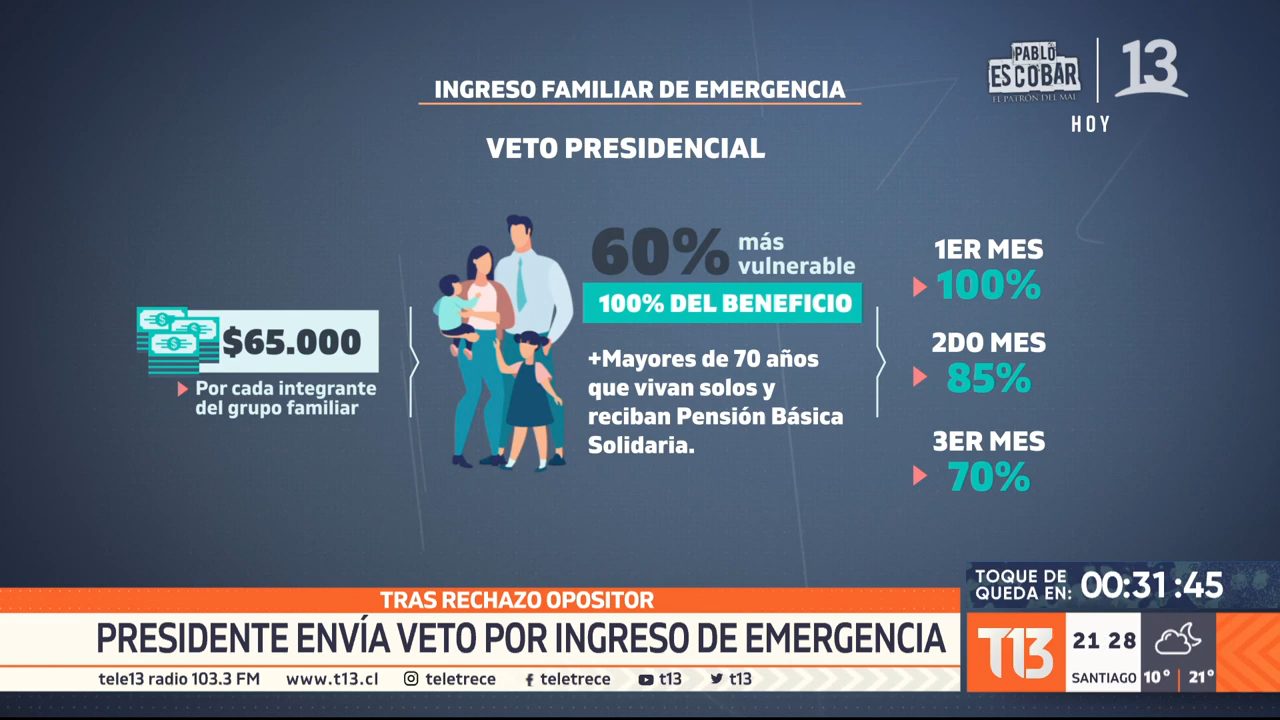 INGRESO FAMILIAR DE EMERGENCIA
VETO PRESIDENCIAL
PABLO
ESCOBAR
EL PATRÓN DEL MAL
13
HOY
$65.000
Por cada integrante
del grupo familiar
60% más
vulnerable
100% DEL BENEFICIO
+Mayores de 70 años
que vivan solos y
reciban Pensión Básica
Solidaria.
1ER MES
100%
2DO MES
85%
3ER MES
70%
TRAS RECHAZO OPOSITOR
PRESIDENTE ENVÍA VETO POR INGRESO DE EMERGENCIA
tele13 radio 103.3 FM www.t13.cl teletrece teletrece t13 t13
TOQUE DE
QUEDA EN: 00:31:45
T13
21 28
SANTIAGO
10° 21°